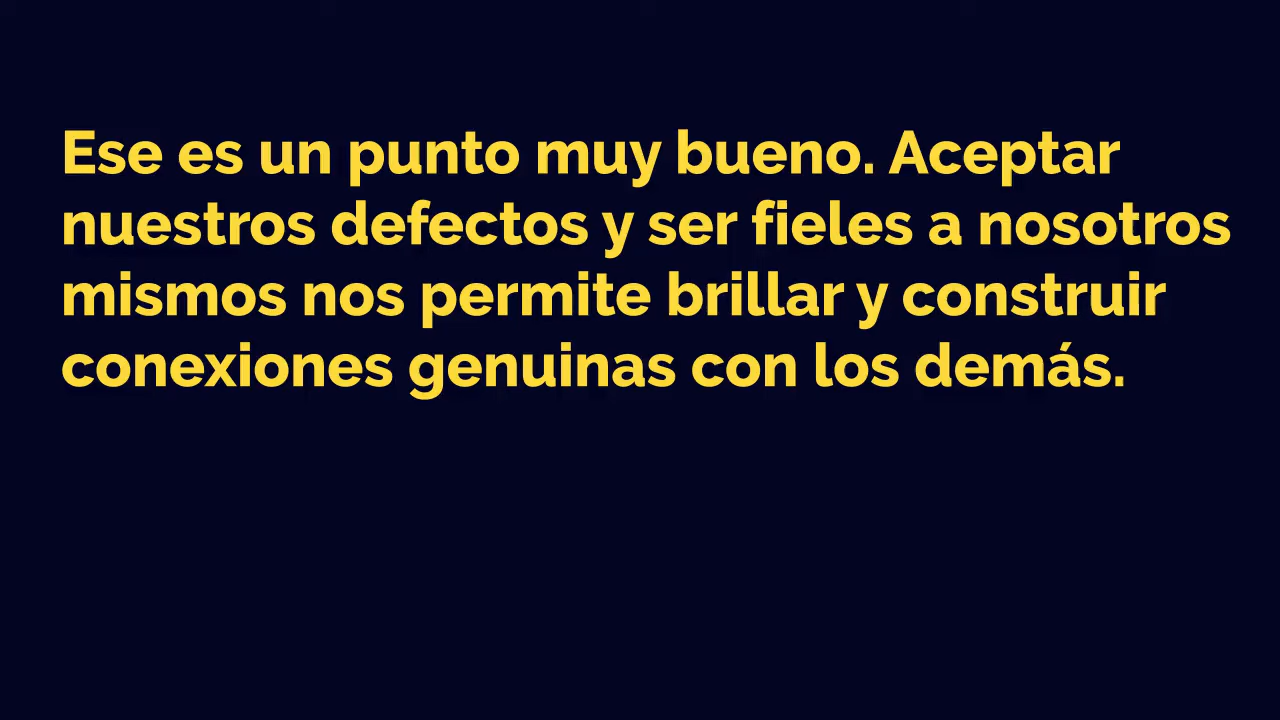 Ese es un punto muy bueno. Aceptar
nuestros defectos y ser fieles a nosotros
mismos nos permite brillar y construir
conexiones genuinas con los demás.